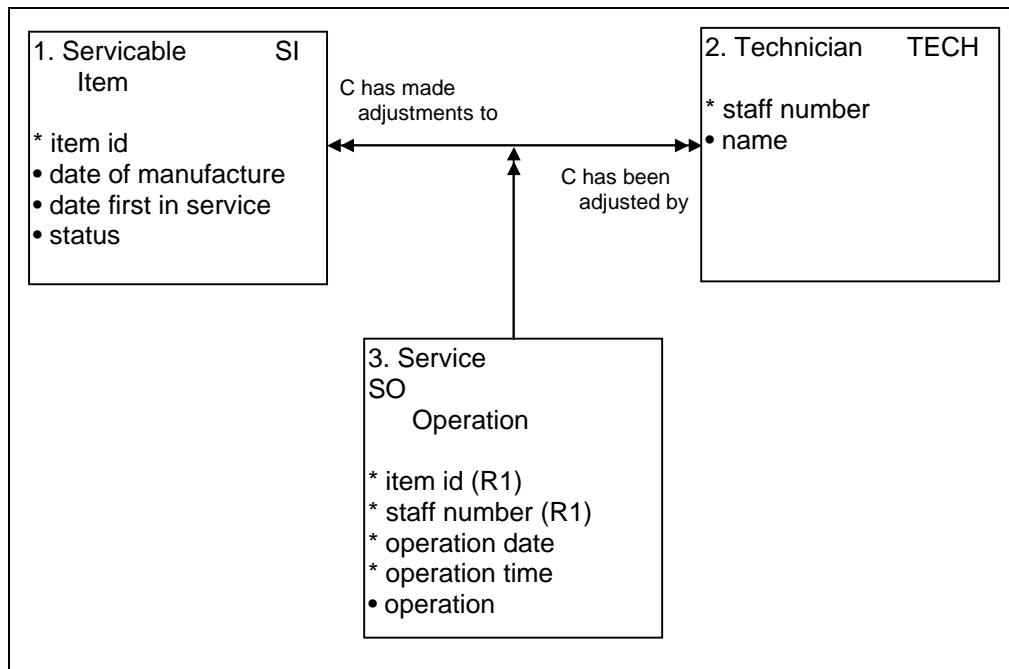 1. Servicable SI
Item
* item id
• date of manufacture
• date first in service
• status
C has made
adjustments to
2. Technician TECH
* staff number
• name
C has been
adjusted by
3. Service
SO
Operation
* item id (R1)
* staff number (R1)
* operation date
* operation time
• operation